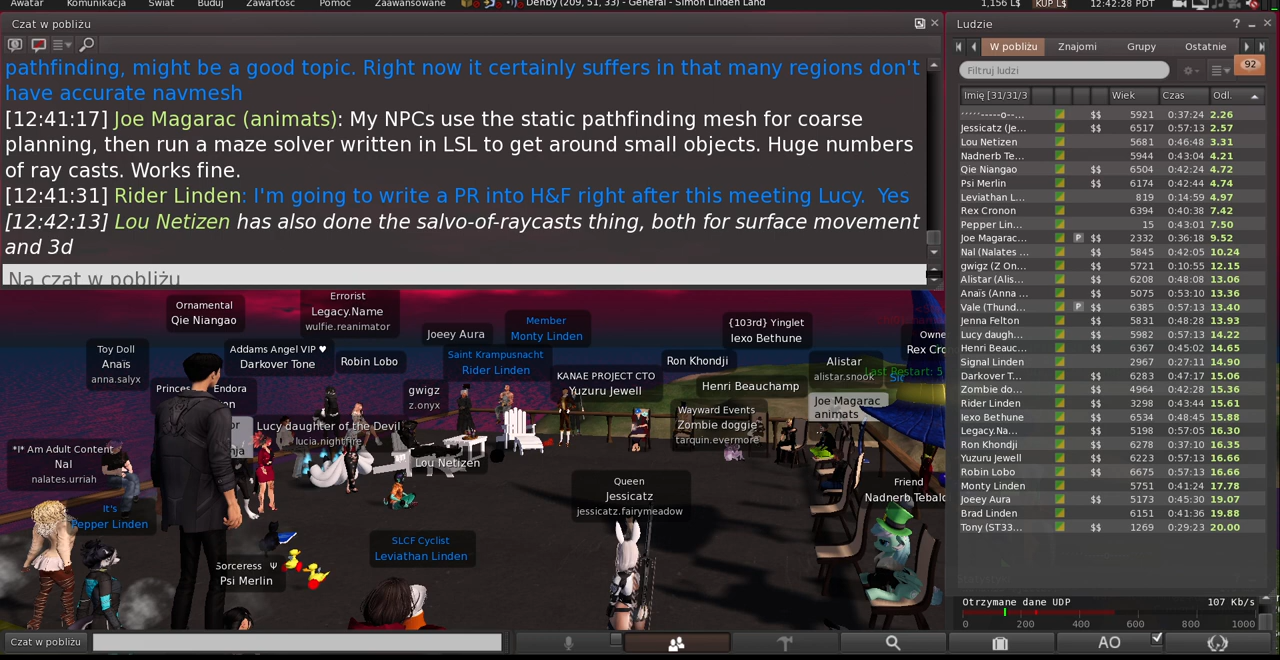 Awatar Komunikacja Świat Buduj Zawartość Pomoc Zaawansowane Denby (209, 51, 33) - General - Simon Linden Land 1,156 L$ KUP L$ 12:42:28 PDT
Czat w pobliżu
pathfinding, might be a good topic. Right now it certainly suffers in that many regions don't
have accurate navmesh
[12:41:17] Joe Magarac (animats): My NPCs use the static pathfinding mesh for coarse
planning, then run a maze solver written in LSL to get around small objects. Huge numbers
of ray casts. Works fine.
[12:41:31] Rider Linden: I'm going to write a PR into H&F right after this meeting Lucy. Yes
[12:42:13] Lou Netizen has also done the salvo-of-raycasts thing, both for surface movement
and 3d
Na czat w pobliżu
Ornamental
Qie Niangao
Errorist
Legacy.Name
wulfie.reanimator
Joeey Aura
Member
Monty Linden
{103rd} Yinglet
Iexo Bethune
Owne
Rex Cro
Toy Doll
Anaïs
anna.salyx
Addams Angel VIP ♥
Darkover Tone
Robin Lobo
Saint Krampusnacht
Rider Linden
Ron Khondji
Alistar
alistar.snook
Last Restart: 5
KANAE PROJECT CTO
Yuzuru Jewell
Henri Beauchamp
Joe Magarac
animats
Endora
gwigz
z.onyx
Wayward Events
Zombie doggie
tarquin.evermore
Lucy daughter of the Devil
lucia.nightfire
Lou Netizen
*I* Am Adult Content
Nal
nalates.urriah
Queen
Jessicatz
jessicatz.fairymeadow
Friend
Nadnerb Tebald
It's
Pepper Linden
SLCF Cyclist
Leviathan Linden
Sorceress Ψ
Psi Merlin
Czat w pobliżu
Ludzie
W pobliżu Znajomi Grupy Ostatnie
Filtruj ludzi 92
Imię [31/31/3 Wiek Czas Odl.
$$ 5921 0:37:24 2.26
Jessicatz (Je... $$ 6517 0:57:13 2.57
Lou Netizen 5681 0:46:48 3.31
Nadnerb Te... 5944 0:43:04 4.21
Qie Niangao $$ 6504 0:42:24 4.72
Psi Merlin $$ 6174 0:42:44 4.74
Leviathan L... 819 0:14:59 4.97
Rex Cronon 6394 0:40:38 7.42
Pepper Lin... 15 0:43:01 7.50
Joe Magarac... P $$ 2332 0:36:18 9.52
Nal (Nalates ... $$ 5845 0:42:05 10.24
gwigz (Z On... $$ 5721 0:10:55 12.15
Alistar (Alis... $$ 6208 0:48:08 13.06
Anaïs (Anna ... $$ 5075 0:53:10 13.36
Vale (Thund... P $$ 6385 0:57:13 13.40
Jenna Felton $$ 5831 0:48:28 13.93
Lucy daugh... $$ 5982 0:57:13 14.22
Henri Beauc... $$ 6367 0:45:02 14.65
Signal Linden 2967 0:27:11 14.90
Darkover T... $$ 6283 0:47:17 15.06
Zombie do... $$ 4964 0:42:28 15.36
Rider Linden $$ 3298 0:43:44 15.61
Iexo Bethune $$ 6534 0:48:45 15.88
Legacy.Na... $$ 5198 0:57:05 16.30
Ron Khondji $$ 6278 0:37:10 16.35
Yuzuru Jewell $$ 6223 0:57:13 16.66
Robin Lobo $$ 6675 0:57:13 16.66
Monty Linden 5751 0:41:24 17.78
Joeey Aura $$ 5173 0:45:30 19.07
Brad Linden 6151 0:41:36 19.88
Tony (ST33... $$ 1269 0:29:23 20.00
Otrzymane dane UDP 107 Kb/s
0 200 400 600 800 1000
AO